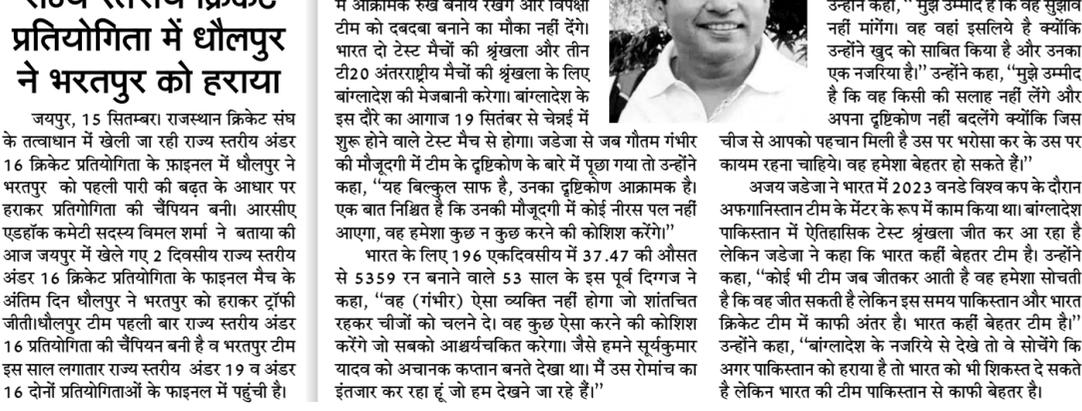 राज्य स्तरीय क्रिकेट
प्रतियोगिता में धौलपुर
ने भरतपुर को हराया
जयपुर, 15 सितम्बर। राजस्थान क्रिकेट संघ
के तत्वाधान में खेली जा रही राज्य स्तरीय अंडर
16 क्रिकेट प्रतियोगिता के फ़ाइनल में धौलपुर ने
भरतपुर को पहली पारी की बढ़त के आधार पर
हराकर प्रतिगोगिता की चैंपियन बनी। आरसीए
एडहॉक कमेटी सदस्य विमल शर्मा ने बताया की
आज जयपुर में खेले गए 2 दिवसीय राज्य स्तरीय
अंडर 16 क्रिकेट प्रतियोगिता के फाइनल मैच के
अंतिम दिन धौलपुर ने भरतपुर को हराकर ट्रॉफी
जीती।धौलपुर टीम पहली बार राज्य स्तरीय अंडर
16 प्रतियोगिता की चैंपियन बनी है व भरतपुर टीम
इस साल लगातार राज्य स्तरीय अंडर 19 व अंडर
16 दोनों प्रतियोगिताओं के फाइनल में पहुंची है।
में आक्रामक रुख बनाये रखेंगे और विपक्षी
टीम को दबदबा बनाने का मौका नहीं देंगे।
भारत दो टेस्ट मैचों की श्रृंखला और तीन
टी20 अंतरराष्ट्रीय मैचों की श्रृंखला के लिए
बांग्लादेश की मेजबानी करेगा। बांग्लादेश के
इस दौरे का आगाज 19 सितंबर से चेन्नई में
शुरू होने वाले टेस्ट मैच से होगा। जडेजा से जब गौतम गंभीर
की मौजूदगी में टीम के दृष्टिकोण के बारे में पूछा गया तो उन्होंने
कहा, ‘‘यह बिल्कुल साफ है, उनका दृष्टिकोण आक्रामक है।
एक बात निश्चित है कि उनकी मौजूदगी में कोई नीरस पल नहीं
आएगा, वह हमेशा कुछ न कुछ करने की कोशिश करेंगे।’’
भारत के लिए 196 एकदिवसीय में 37.47 की औसत
से 5359 रन बनाने वाले 53 साल के इस पूर्व दिग्गज ने
कहा, ‘‘वह (गंभीर) ऐसा व्यक्ति नहीं होगा जो शांतचित
रहकर चीजों को चलने दे। वह कुछ ऐसा करने की कोशिश
करेंगे जो सबको आश्चर्यचकित करेगा। जैसे हमने सूर्यकुमार
यादव को अचानक कप्तान बनते देखा था। मैं उस रोमांच का
इंतजार कर रहा हूं जो हम देखने जा रहे हैं।’’
उन्होंने कहा, ‘‘मुझे उम्मीद है कि वह सुझाव
नहीं मांगेंग। वह वहां इसलिये है क्योंकि
उन्होंने खुद को साबित किया है और उनका
एक नजरिया है।’’ उन्होंने कहा, ‘‘मुझे उम्मीद
है कि वह किसी की सलाह नहीं लेंगे और
अपना दृष्टिकोण नहीं बदलेंगे क्योंकि जिस
चीज से आपको पहचान मिली है उस पर भरोसा कर के उस पर
कायम रहना चाहिये। वह हमेशा बेहतर हो सकते हैं।’’
अजय जडेजा ने भारत में 2023 वनडे विश्व कप के दौरान
अफगानिस्तान टीम के मेंटर के रूप में काम किया था। बांग्लादेश
पाकिस्तान में ऐतिहासिक टेस्ट श्रृंखला जीत कर आ रहा है
लेकिन जडेजा ने कहा कि भारत कहीं बेहतर टीम है। उन्होंने
कहा, ‘‘कोई भी टीम जब जीतकर आती है वह हमेशा सोचती
है कि वह जीत सकती है लेकिन इस समय पाकिस्तान और भारत
क्रिकेट टीम में काफी अंतर है। भारत कहीं बेहतर टीम है।’’
उन्होंने कहा, ‘‘बांग्लादेश के नजरिये से देखे तो वे सोचेंगे कि
अगर पाकिस्तान को हराया है तो भारत को भी शिकस्त दे सकते
है लेकिन भारत की टीम पाकिस्तान से काफी बेहतर है।